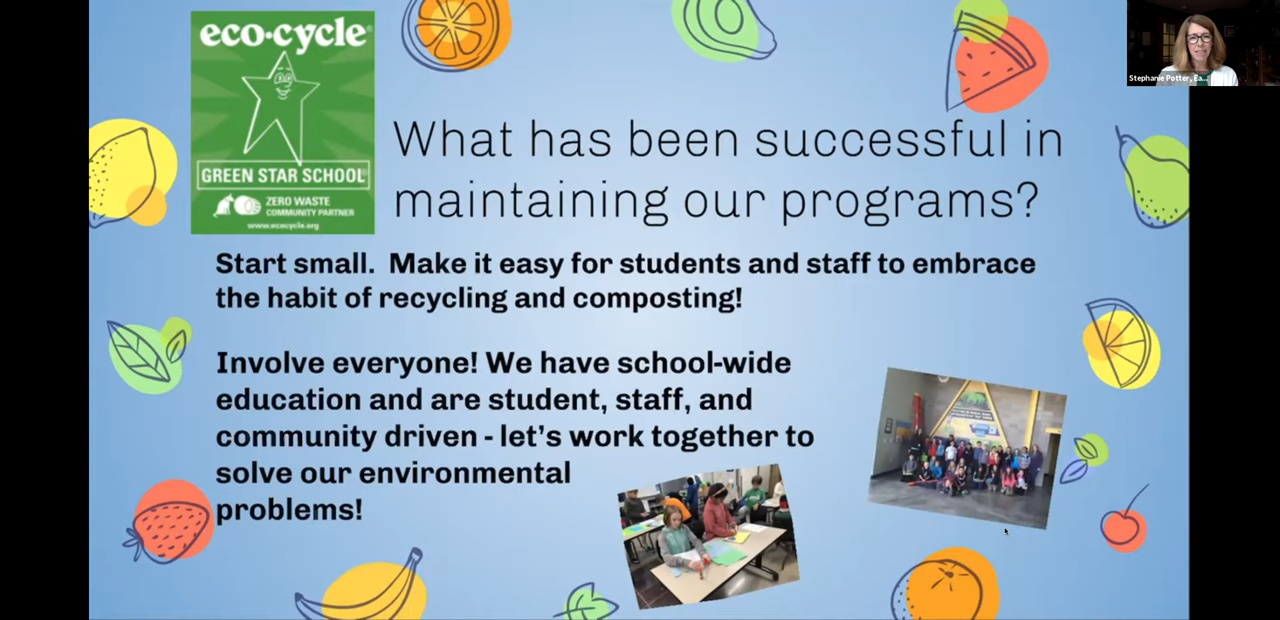 eco·cycle®
GREEN STAR SCHOOL
ZERO WASTE
COMMUNITY PARTNER
www.ecocycle.org
Stephanie Potter, Ea...
What has been successful in
maintaining our programs?
Start small.  Make it easy for students and staff to embrace
the habit of recycling and composting!
Involve everyone! We have school-wide
education and are student, staff, and
community driven - let’s work together to
solve our environmental
problems!